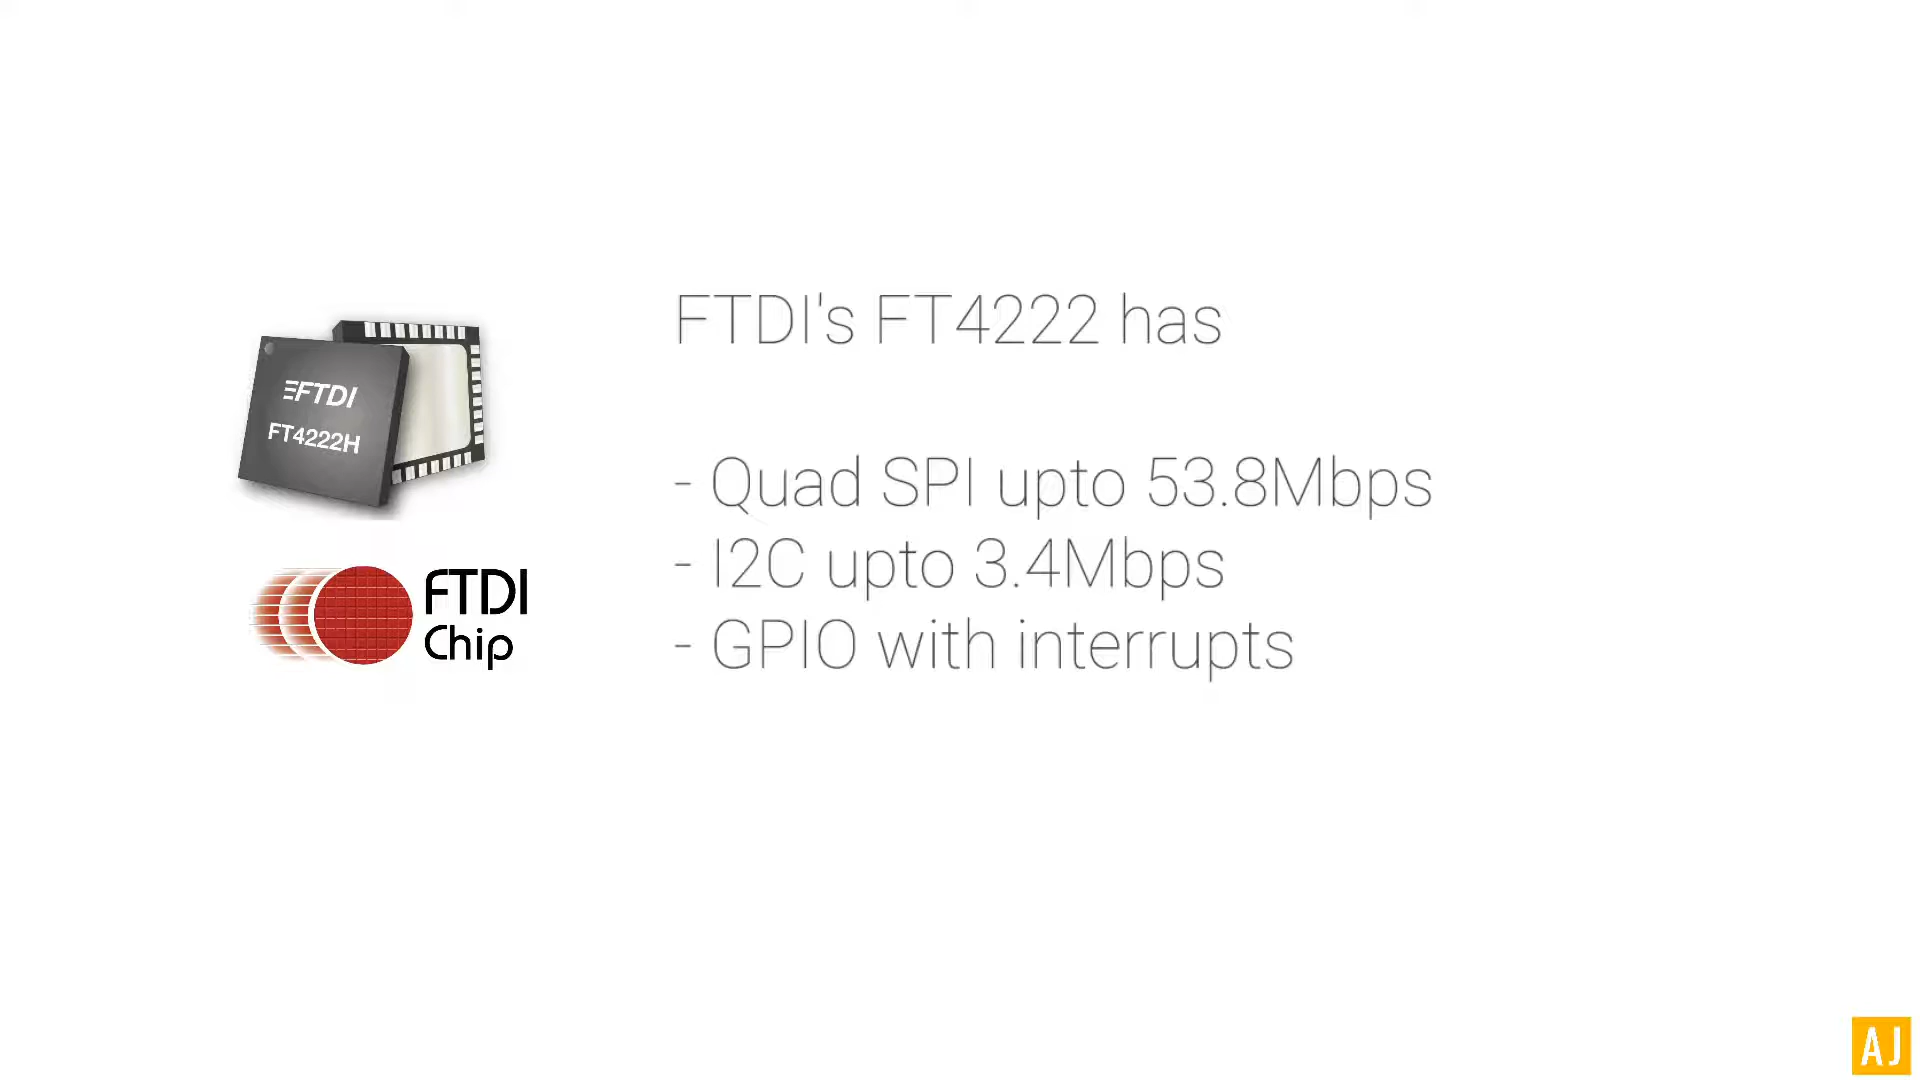 FTDI's FT4222 has
- Quad SPI upto 53.8Mbps
- I2C upto 3.4Mbps
- GPIO with interrupts
FTDI
FT4222H
FTDI
Chip
AJ